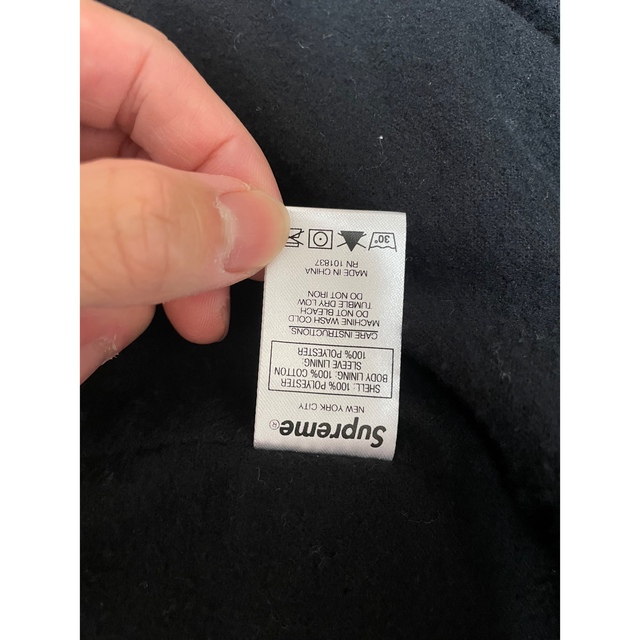 Supreme®
NEW YORK CITY
SHELL: 100% POLYESTER
BODY LINING: 100% COTTON
SLEEVE LINING:
100% POLYESTER
CARE INSTRUCTIONS:
MACHINE WASH COLD
DO NOT BLEACH
TUMBLE DRY LOW
DO NOT IRON
MADE IN CHINA
RN 101837
30°